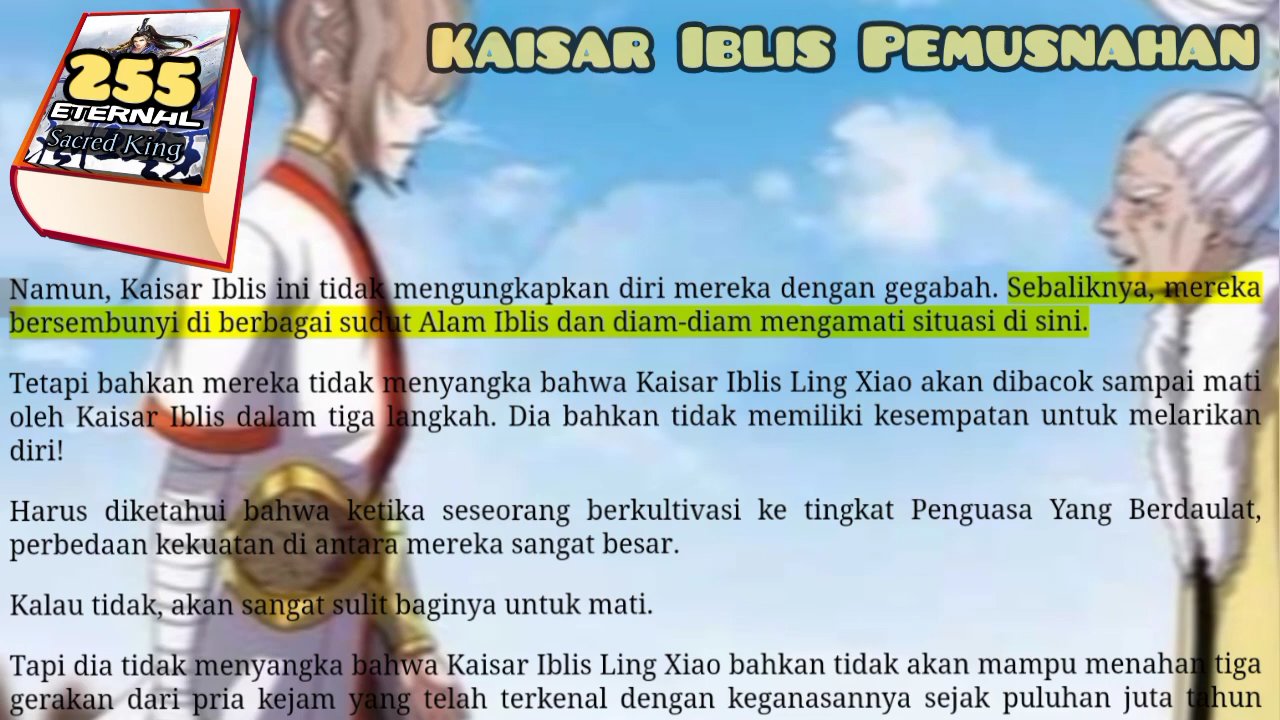 Kaisar Iblis Pemusnahan
255
ETERNAL
Sacred King
Namun, Kaisar Iblis ini tidak mengungkapkan diri mereka dengan gegabah. Sebaliknya, mereka
bersembunyi di berbagai sudut Alam Iblis dan diam-diam mengamati situasi di sini.
Tetapi bahkan mereka tidak menyangka bahwa Kaisar Iblis Ling Xiao akan dibacok sampai mati
oleh Kaisar Iblis dalam tiga langkah. Dia bahkan tidak memiliki kesempatan untuk melarikan
diri!
Harus diketahui bahwa ketika seseorang berkultivasi ke tingkat Penguasa Yang Berdaulat,
perbedaan kekuatan di antara mereka sangat besar.
Kalau tidak, akan sangat sulit baginya untuk mati.
Tapi dia tidak menyangka bahwa Kaisar Iblis Ling Xiao bahkan tidak akan mampu menahan tiga
gerakan dari pria kejam yang telah terkenal dengan keganasannya sejak puluhan juta tahun